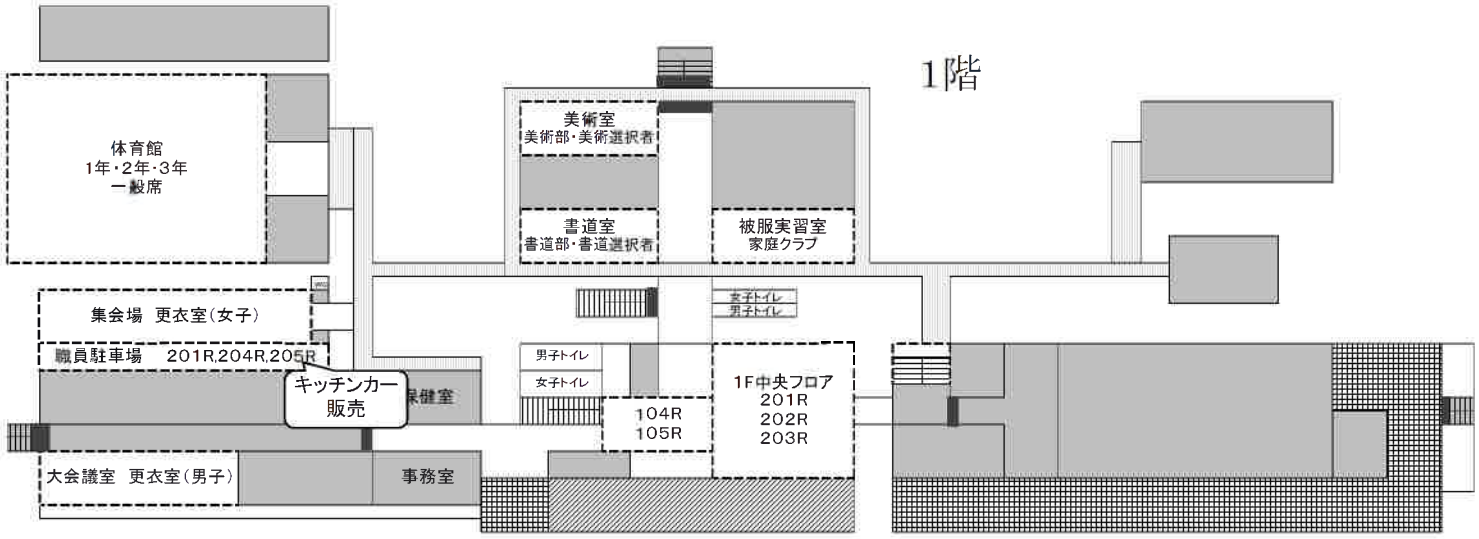 1階
体育館
1年・2年・3年
一般席
美術室
美術部・美術選択者
書道室
書道部・書道選択者
被服実習室
家庭クラブ
WC
集会場 更衣室(女子)
女子トイレ
男子トイレ
職員駐車場 201R,204R,205R
キッチンカー
販売
保健室
男子トイレ
女子トイレ
104R
105R
1F中央フロア
201R
202R
203R
大会議室 更衣室(男子)
事務室